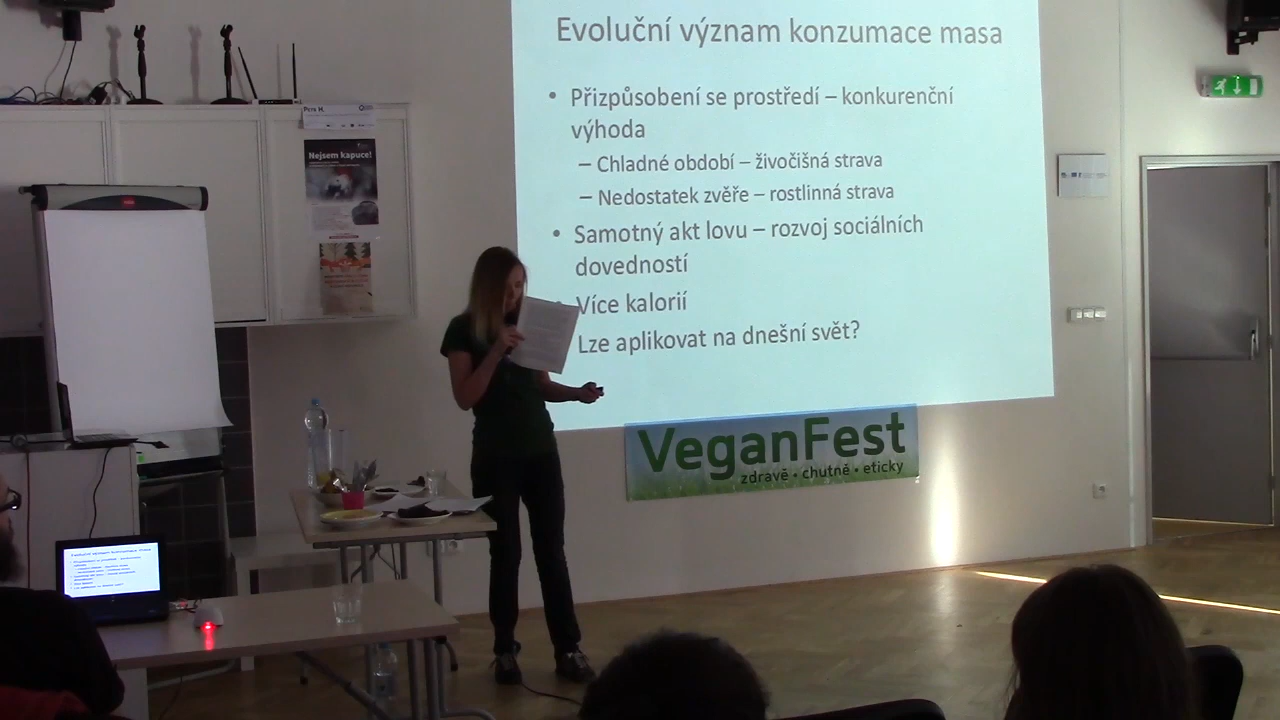 Evoluční význam konzumace masa
• Přizpůsobení se prostředí – konkurenční
výhoda
– Chladné období – živočišná strava
– Nedostatek zvěře – rostlinná strava
• Samotný akt lovu – rozvoj sociálních
dovedností
Více kalorií
Lze aplikovat na dnešní svět?
VeganFest
zdravě • chutně • eticky
Nejsem kapuce!